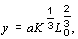 y = aK^{1/3}L_0^{2/3},